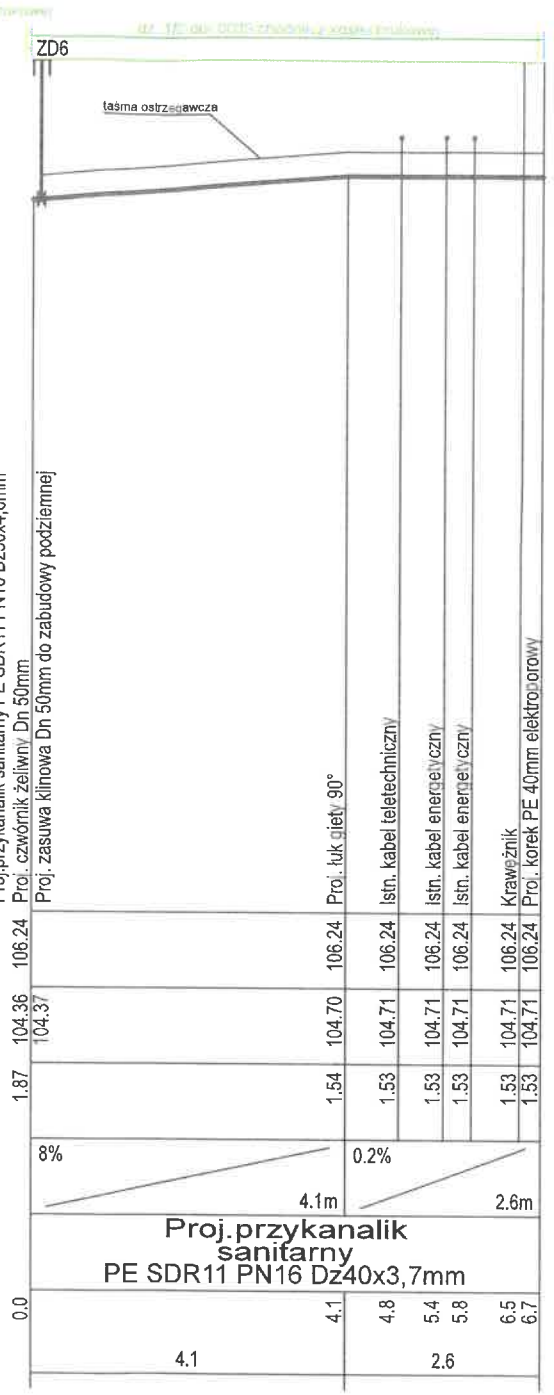 ZD6
taśma ostrzegawcza
Proj. czwórnik żeliwny Dn 50mm
Proj. zasuwa klinowa Dn 50mm do zabudowy podziemnej
Proj. łuk giety 90°
Istn. kabel teletechniczny
Istn. kabel energetyczny
Istn. kabel energetyczny
Krawężnik
Proj. korek PE 40mm elektroporowy
106.24 106.24 106.24 106.24 106.24 106.24 106.24
104.36 104.37 104.70 104.71 104.71 104.71 104.71 104.71
1.87 1.54 1.53 1.53 1.53 1.53 1.53
8% 0.2%
4.1m 2.6m
Proj.przykanalik
sanitarny
PE SDR11 PN16 Dz40x3,7mm
0.0 4.1 4.8 5.4 5.8 6.5 6.7
4.1 2.6